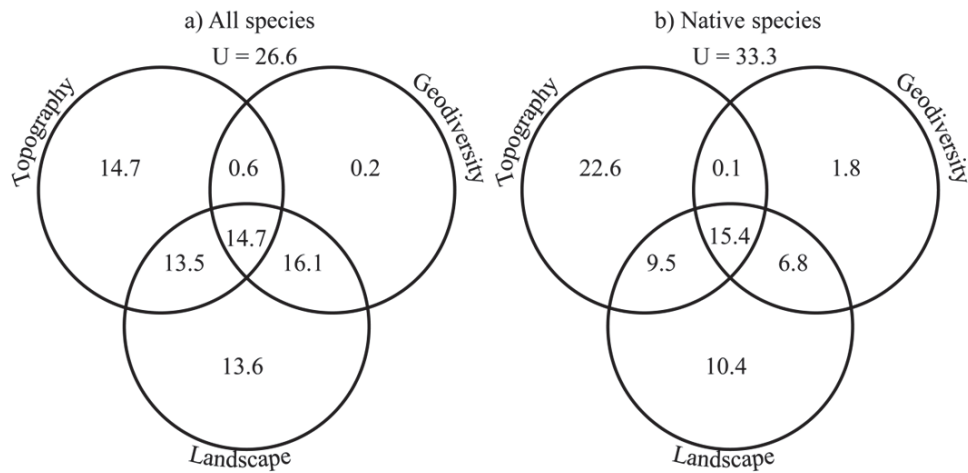 a) All species
U = 26.6
Topography
Geodiversity
14.7
0.6
0.2
14.7
13.5
16.1
13.6
Landscape
b) Native species
U = 33.3
Topography
Geodiversity
22.6
0.1
1.8
15.4
9.5
6.8
10.4
Landscape